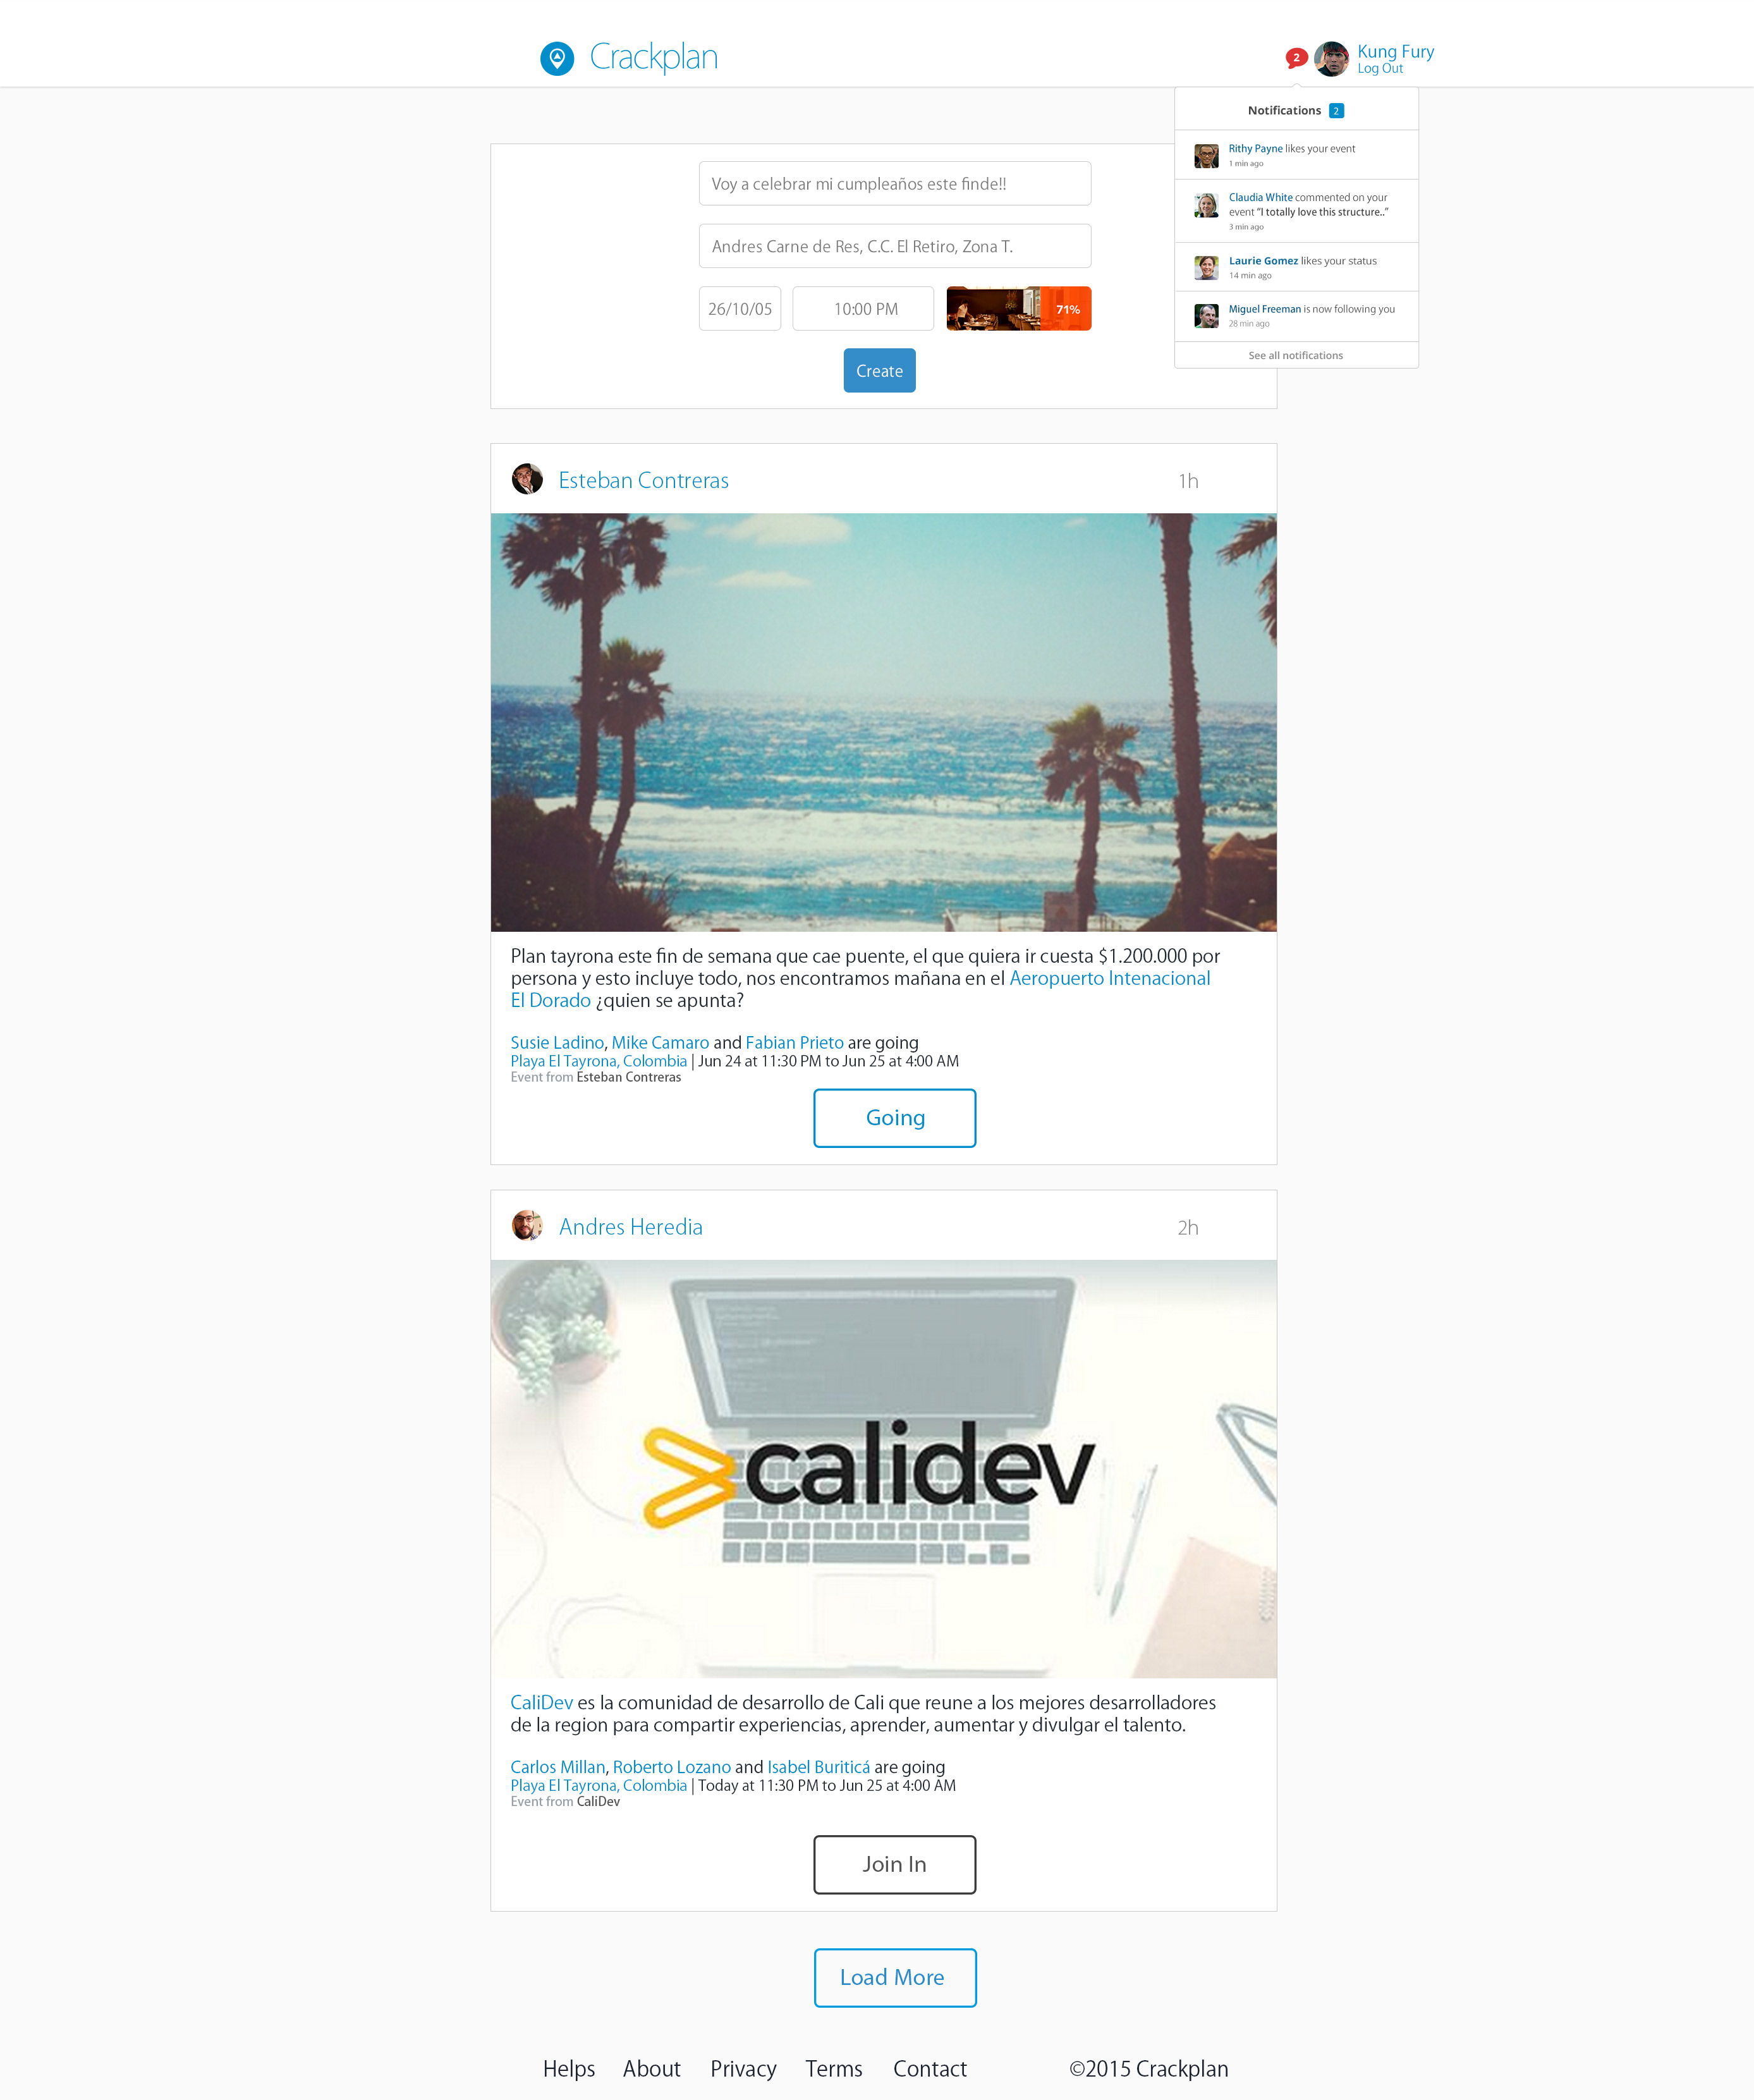 Crackplan
2
Kung Fury
Log Out
Notifications 2
Rithy Payne likes your event
1 min ago
Claudia White commented on your
event “I totally love this structure..”
3 min ago
Laurie Gomez likes your status
14 min ago
Miguel Freeman is now following you
28 min ago
See all notifications
Voy a celebrar mi cumpleaños este finde!!
Andres Carne de Res, C.C. El Retiro, Zona T.
26/10/05
10:00 PM
71%
Create
Esteban Contreras
1h
Plan tayrona este fin de semana que cae puente, el que quiera ir cuesta $1.200.000 por
persona y esto incluye todo, nos encontramos mañana en el Aeropuerto Intenacional
El Dorado ¿quien se apunta?
Susie Ladino, Mike Camaro and Fabian Prieto are going
Playa El Tayrona, Colombia | Jun 24 at 11:30 PM to Jun 25 at 4:00 AM
Event from Esteban Contreras
Going
Andres Heredia
2h
calidev
CaliDev es la comunidad de desarrollo de Cali que reune a los mejores desarrolladores
de la region para compartir experiencias, aprender, aumentar y divulgar el talento.
Carlos Millan, Roberto Lozano and Isabel Buriticá are going
Playa El Tayrona, Colombia | Today at 11:30 PM to Jun 25 at 4:00 AM
Event from CaliDev
Join In
Load More
Helps About Privacy Terms Contact ©2015 Crackplan